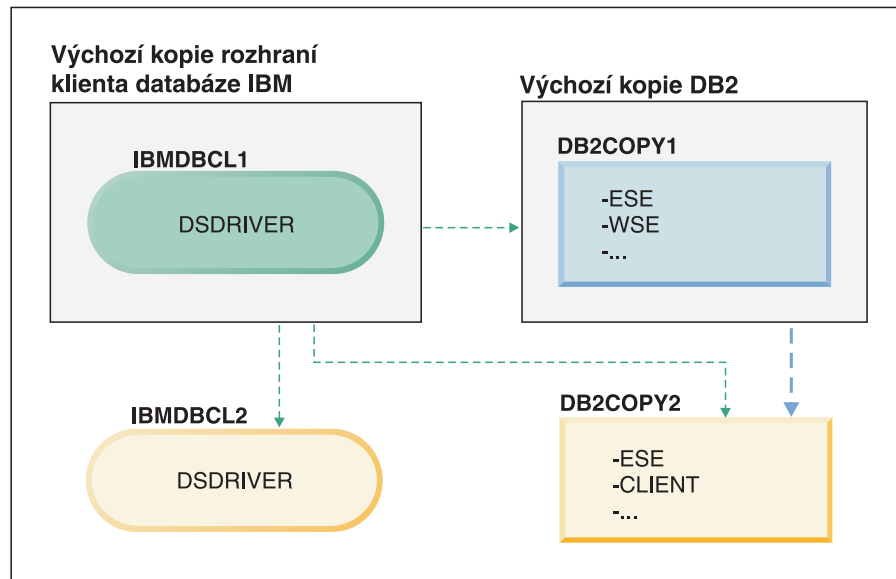 Výchozí kopie rozhraní
klienta databáze IBM
IBMDBCL1
DSDRIVER
Výchozí kopie DB2
DB2COPY1
-ESE
-WSE
-...
IBMDBCL2
DSDRIVER
DB2COPY2
-ESE
-CLIENT
-...